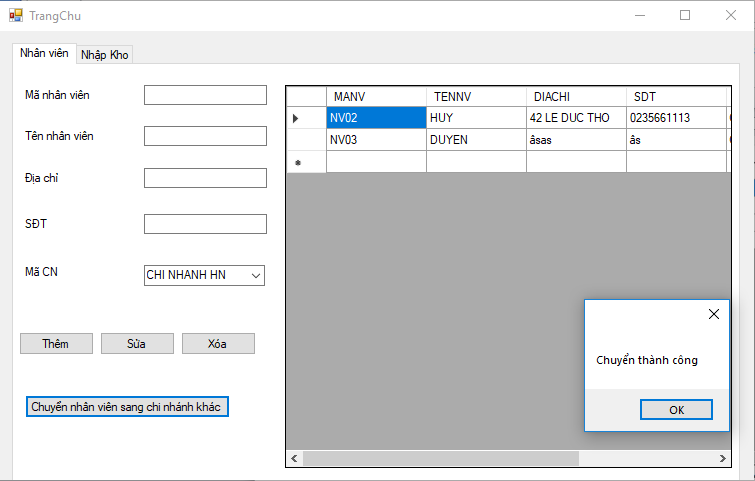 TrangChu
Nhân viên
Nhập Kho
Mã nhân viên
Tên nhân viên
Địa chỉ
SĐT
Mã CN
CHI NHANH HN
Thêm
Sửa
Xóa
Chuyển nhân viên sang chi nhánh khác
MANV TENNV DIACHI SDT
NV02 HUY 42 LE DUC THO 0235661113
NV03 DUYEN âsas âs
Chuyển thành công
OK